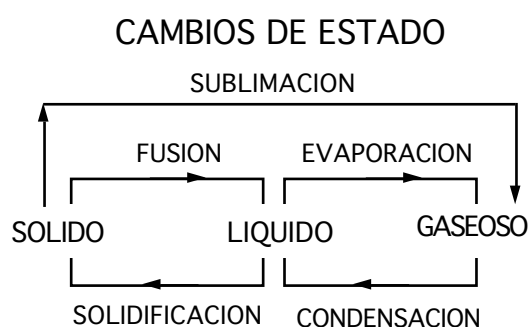 CAMBIOS DE ESTADO
SUBLIMACION
FUSION EVAPORACION
SOLIDO LIQUIDO GASEOSO
SOLIDIFICACION CONDENSACION